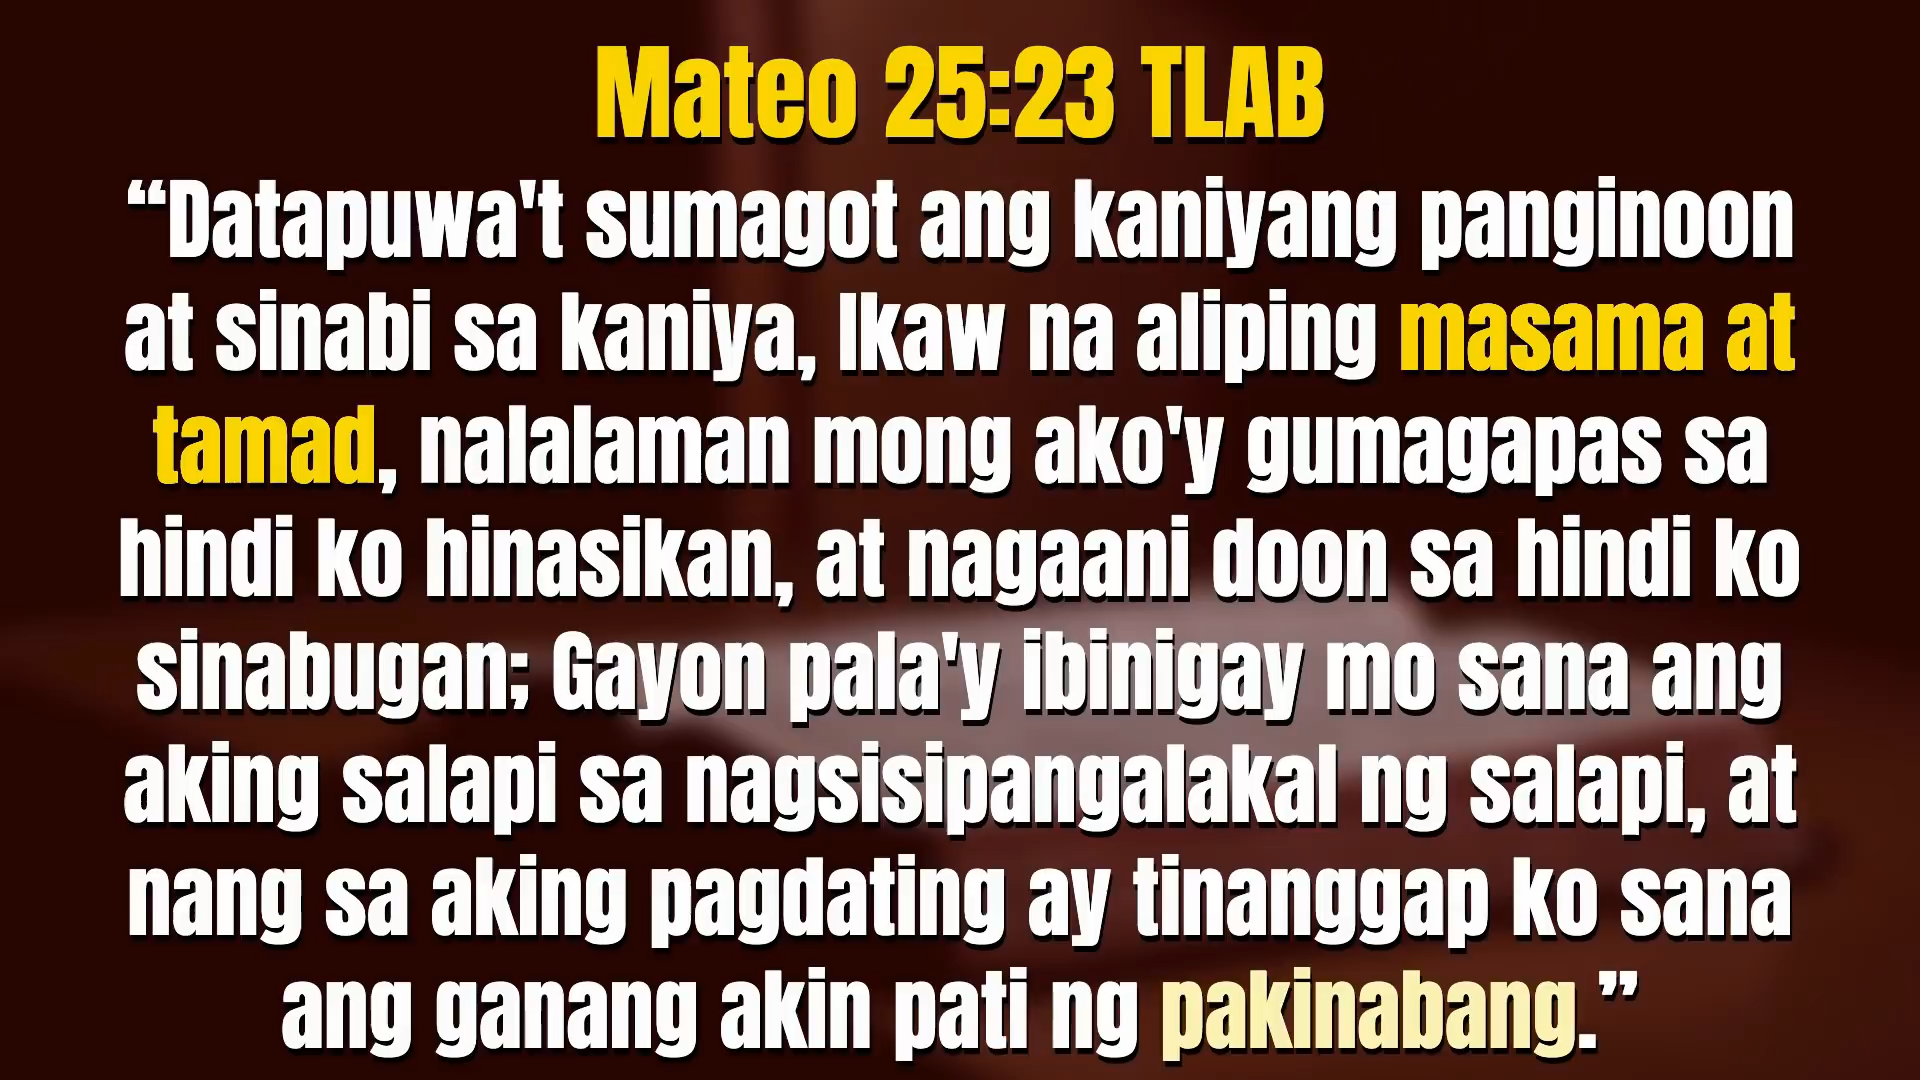 Mateo 25:23 TLAB
“Datapuwa't sumagot ang kaniyang panginoon
at sinabi sa kaniya, Ikaw na aliping masama at
tamad, nalalaman mong ako'y gumagapas sa
hindi ko hinasikan, at nagaani doon sa hindi ko
sinabugan; Gayon pala'y ibinigay mo sana ang
aking salapi sa nagsisipangalakal ng salapi, at
nang sa aking pagdating ay tinanggap ko sana
ang ganang akin pati ng pakinabang.”